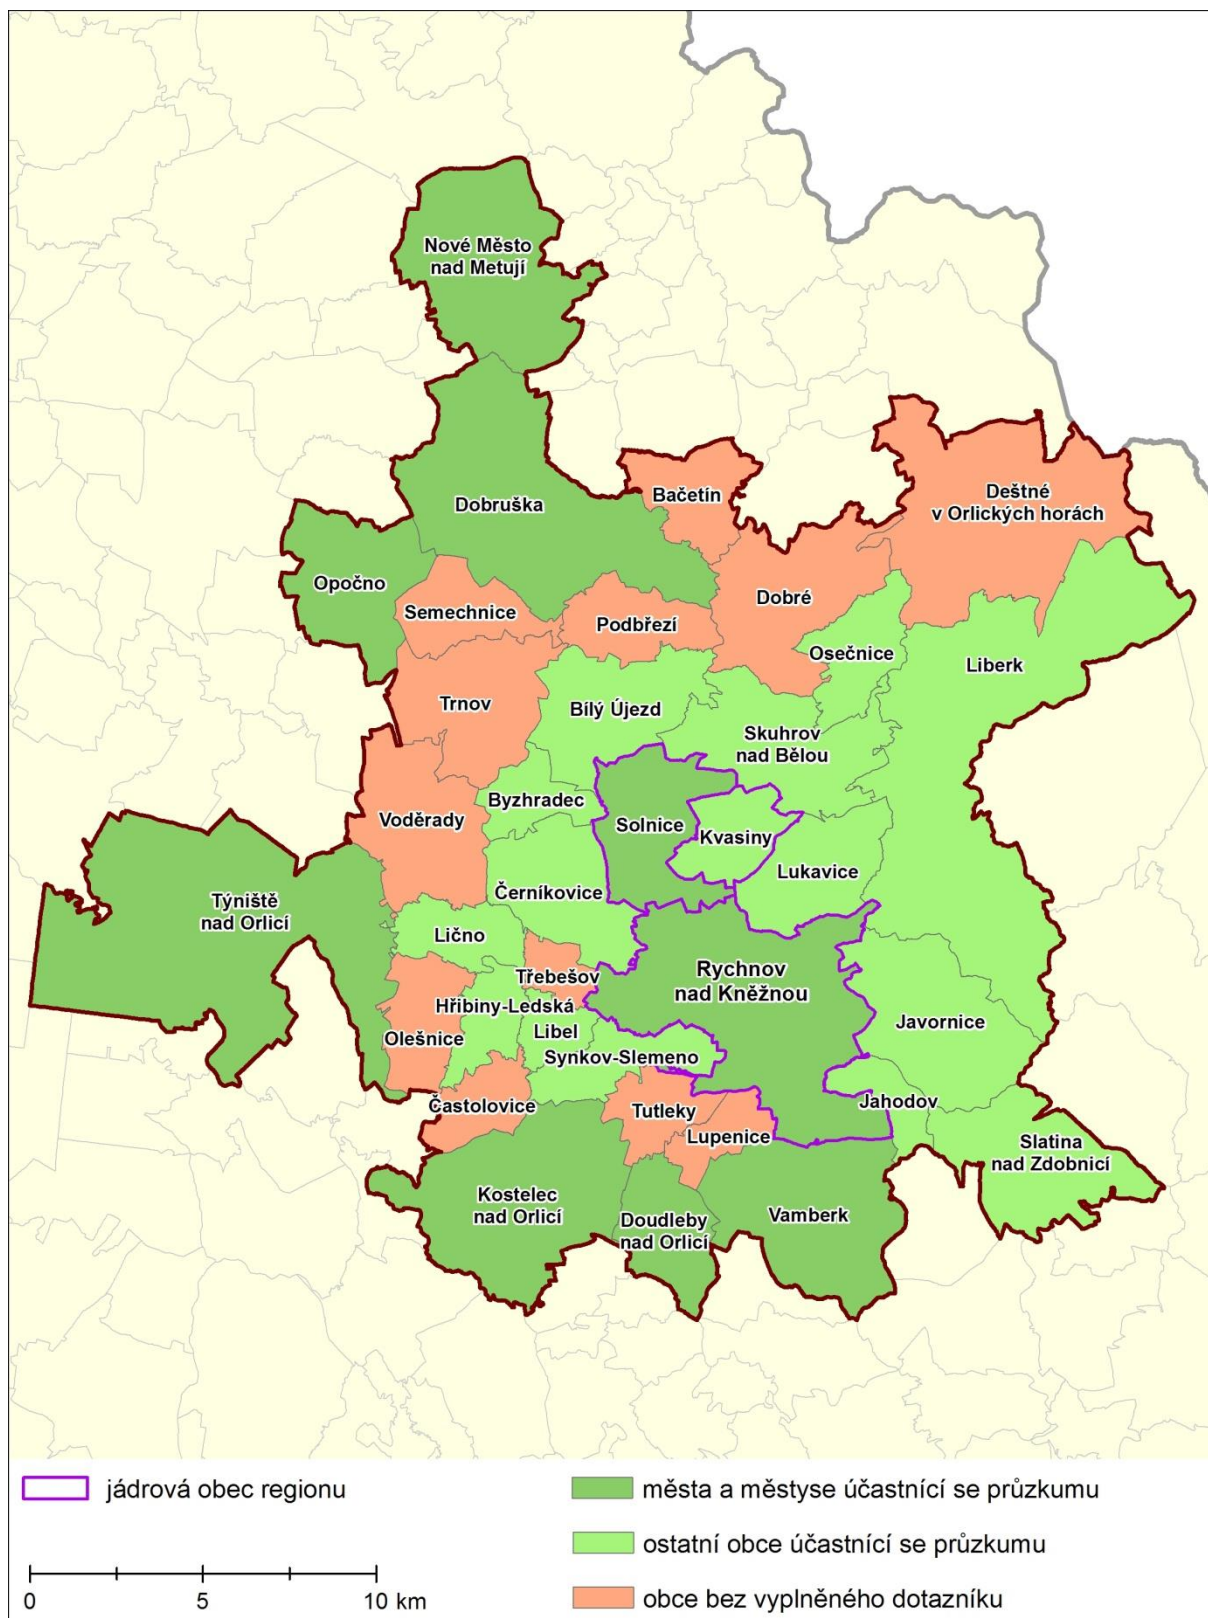 Nové Město
nad Metují
Dobruška
Bačetín
Deštné
v Orlických horách
Opočno
Semechnice
Podbřezí
Dobré
Osečnice
Liberk
Trnov
Bílý Újezd
Skuhrov
nad Bělou
Byzhradec
Voděrady
Solnice
Kvasiny
Lukavice
Týniště
nad Orlicí
Černíkovice
Lično
Třebešov
Rychnov
nad Kněžnou
Hřibiny-Ledská
Olešnice
Libel
Javornice
Synkov-Slemeno
Častolovice
Tutleky
Lupenice
Jahodov
Slatina
nad Zdobnicí
Kostelec
nad Orlicí
Doudleby
nad Orlicí
Vamberk
jádrová obec regionu
města a městyse účastnící se průzkumu
ostatní obce účastnící se průzkumu
obce bez vyplněného dotazníku
0 5 10 km